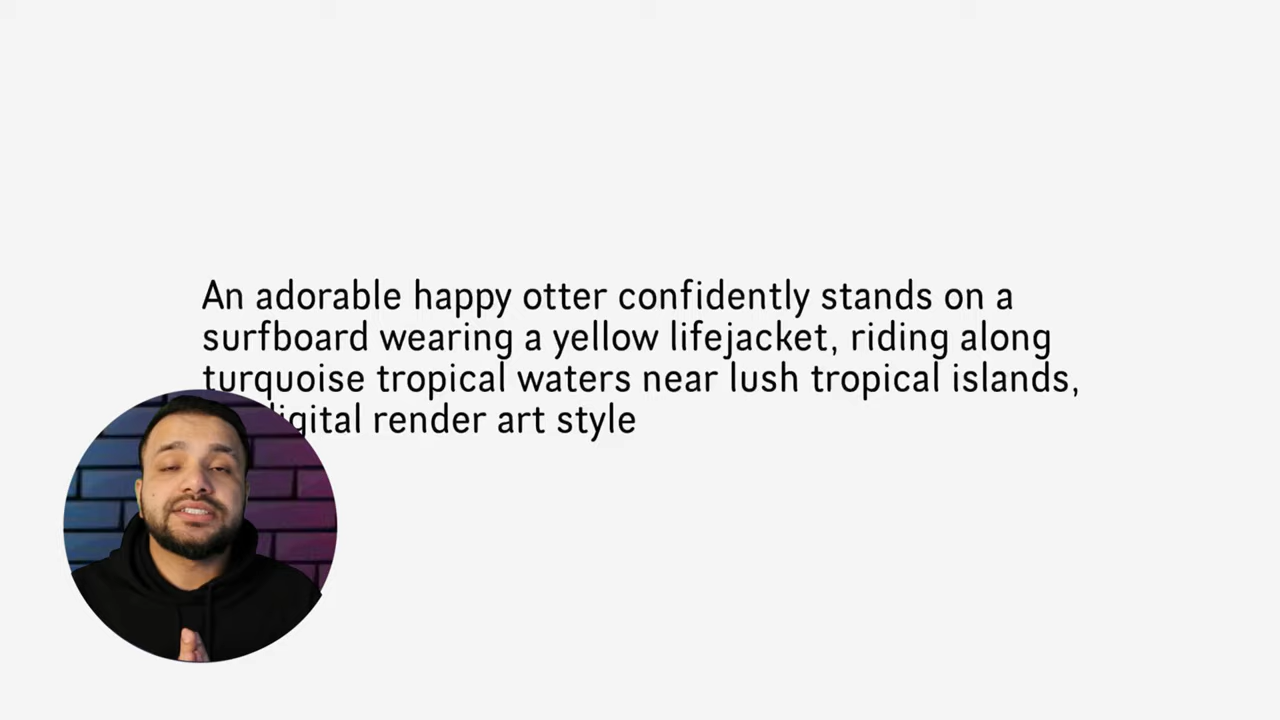 An adorable happy otter confidently stands on a
surfboard wearing a yellow lifejacket, riding along
turquoise tropical waters near lush tropical islands,
digital render art style